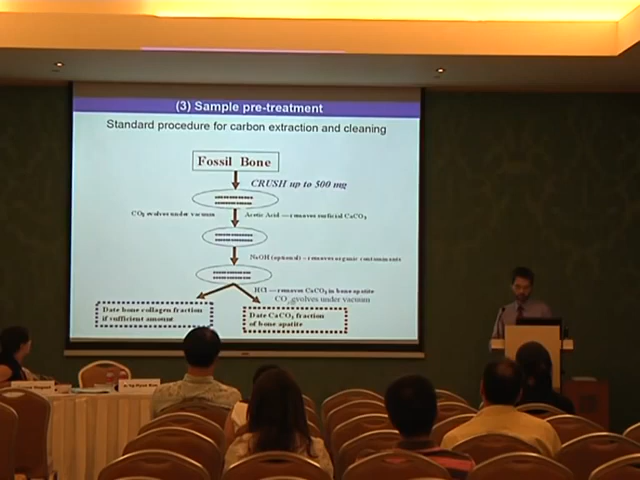 (3) Sample pre-treatment
Standard procedure for carbon extraction and cleaning
Fossil Bone
CRUSH up to 500 mg
CO₂ evolves under vacuum
Acetic Acid — removes surficial CaCO₃
NaOH (optional) – removes organic contaminants
HCl — removes CaCO₃ in bone apatite
CO₂ evolves under vacuum
Date bone collagen fraction
if sufficient amount
Date CaCO₃ fraction
of bone apatite